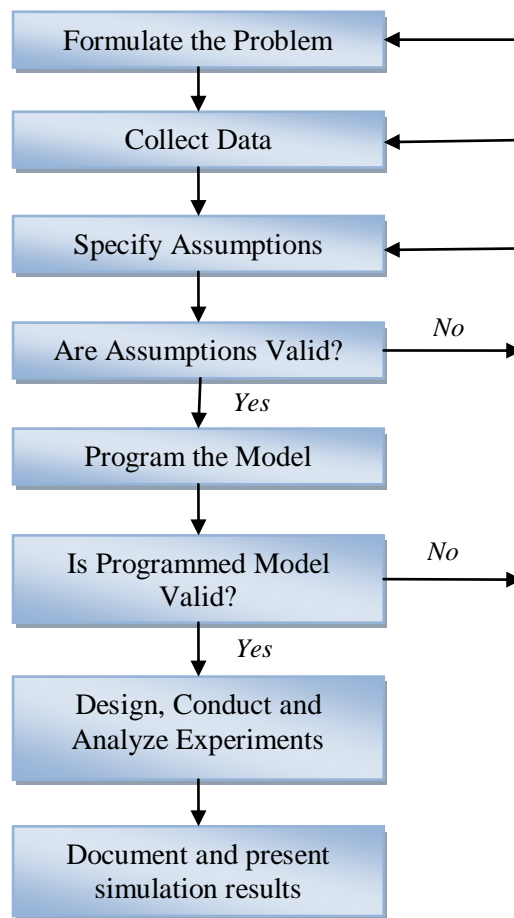 Formulate the Problem
Collect Data
Specify Assumptions
No
Are Assumptions Valid?
Yes
Program the Model
No
Is Programmed Model
Valid?
Yes
Design, Conduct and
Analyze Experiments
Document and present
simulation results